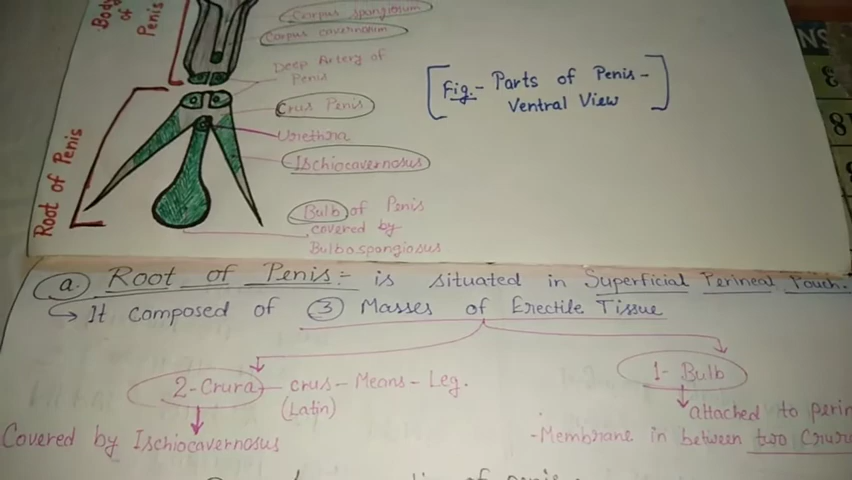 Body of Penis
Corpus spongiosum
Corpus cavernosum
Deep Artery of
Penis
Crus Penis
Urethra
Ischiocavernosus
Bulb of Penis
covered by
Bulbospongiosus
Root of Penis
[Fig.- Parts of Penis-
Ventral View]
a. Root of Penis:- is situated in Superficial Perineal Pouch.
↳ It composed of 3 Masses of Erectile Tissue
2-Crura - crus - Means - Leg.
(Latin)
Covered by Ischiocavernosus
1- Bulb
attached to
-Membrane in between two